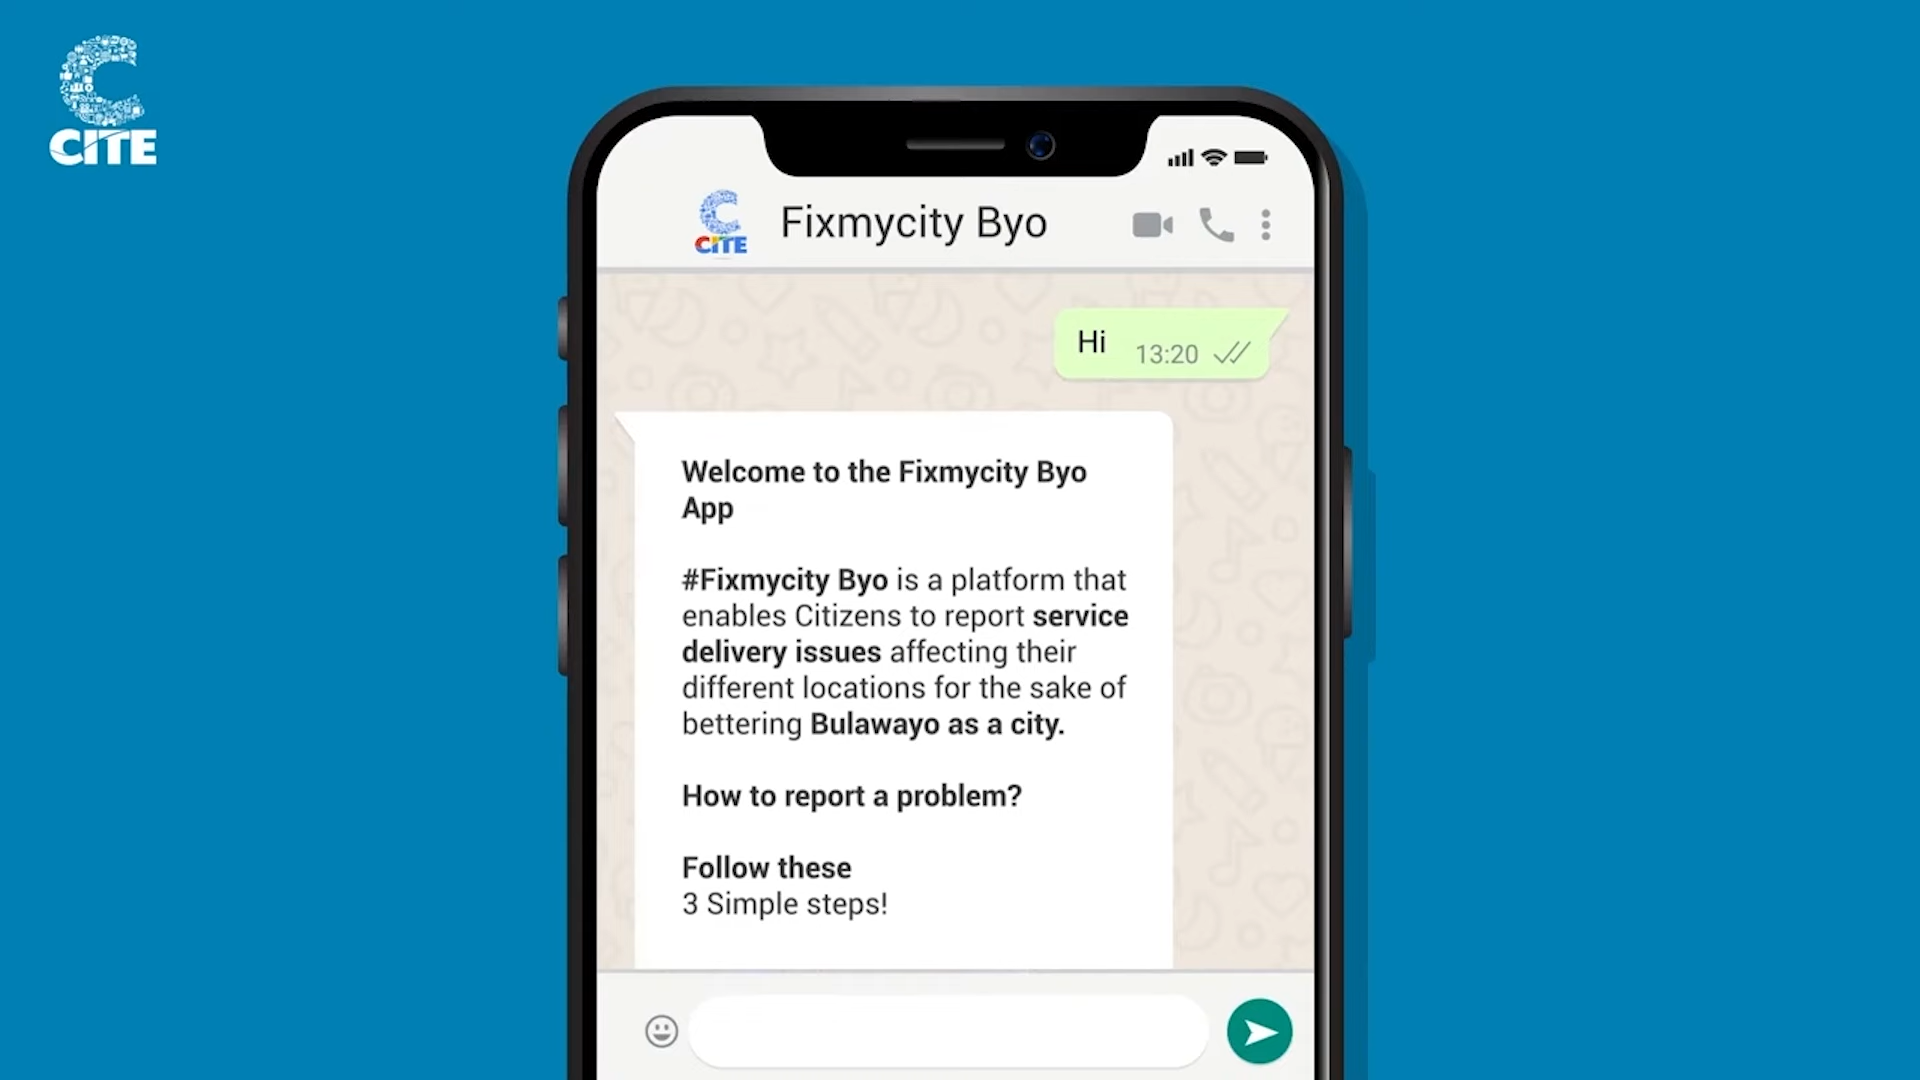 CITE
CITE
Fixmycity Byo
Hi
13:20
Welcome to the Fixmycity Byo
App
#Fixmycity Byo is a platform that
enables Citizens to report service
delivery issues affecting their
different locations for the sake of
bettering Bulawayo as a city.
How to report a problem?
Follow these
3 Simple steps!